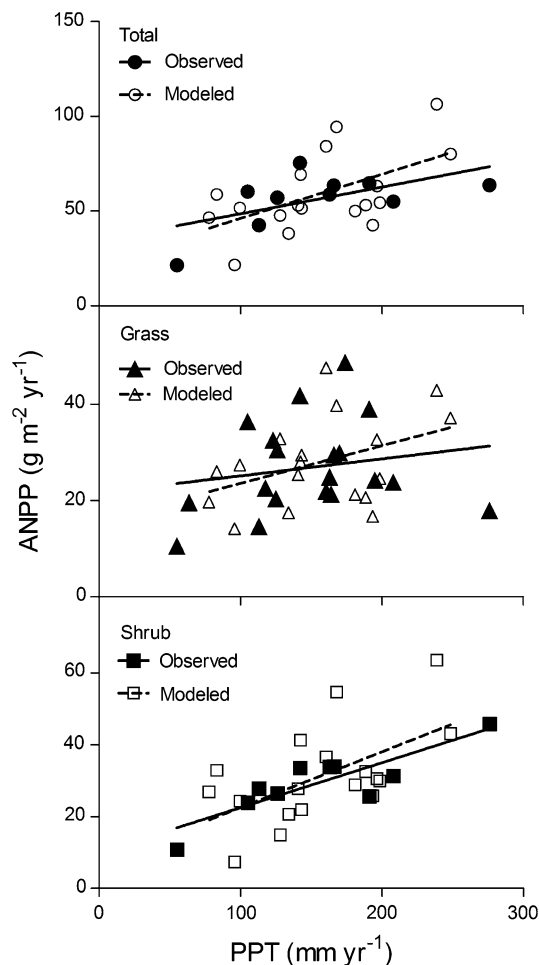 150
Total
Observed
Modeled
100
50
0
Grass
Observed
Modeled
40
20
0
Shrub
Observed
Modeled
60
40
20
0
0 100 200 300
PPT (mm yr⁻¹)
ANPP (g m⁻² yr⁻¹)